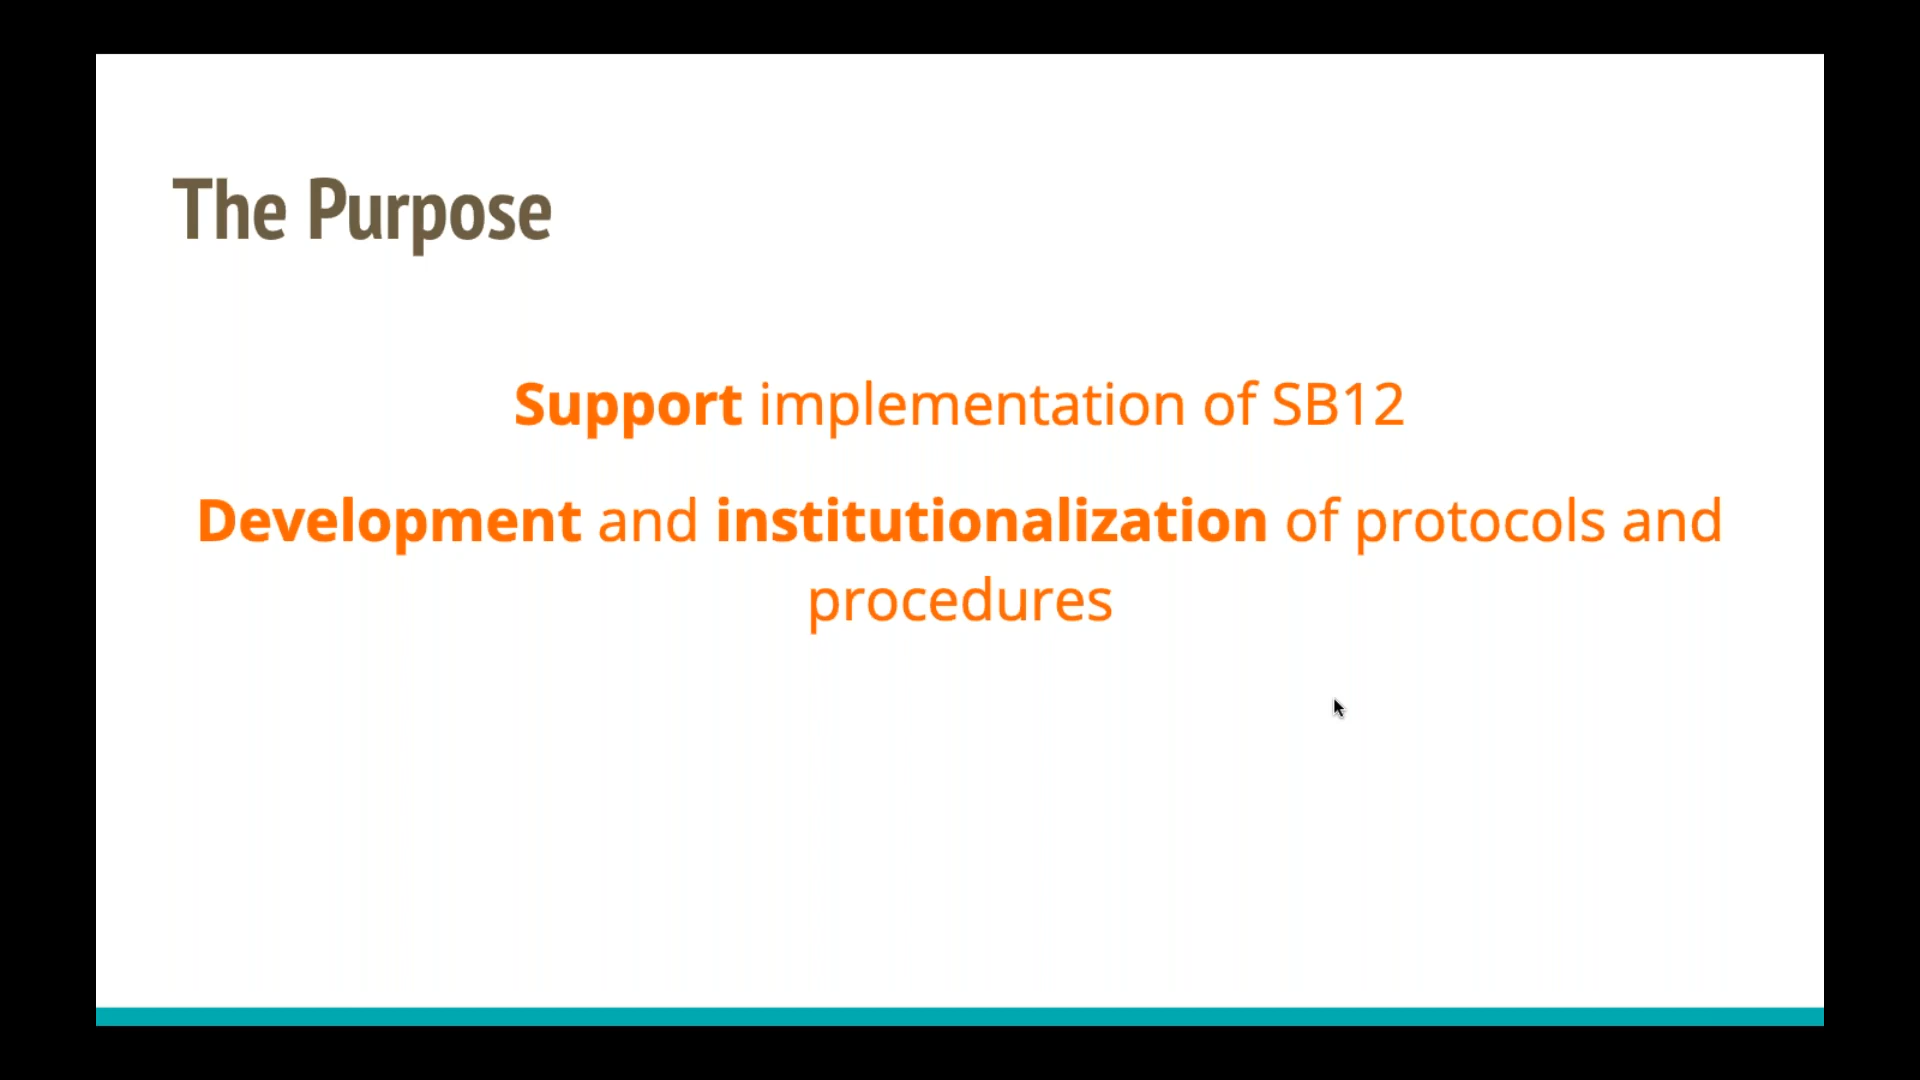 The Purpose
Support implementation of SB12
Development and institutionalization of protocols and
procedures